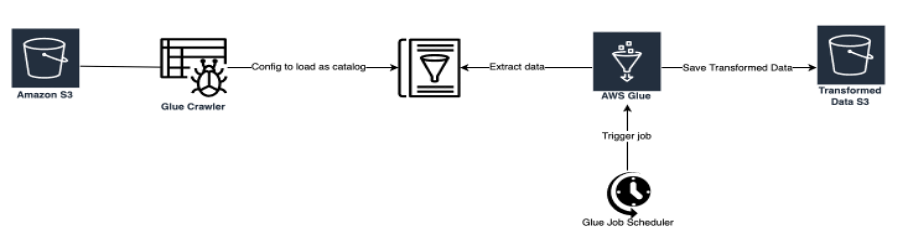 Amazon S3
Glue Crawler
Config to load as catalog
Extract data
AWS Glue
Save Transformed Data
Transformed
Data S3
Trigger job
Glue Job Scheduler